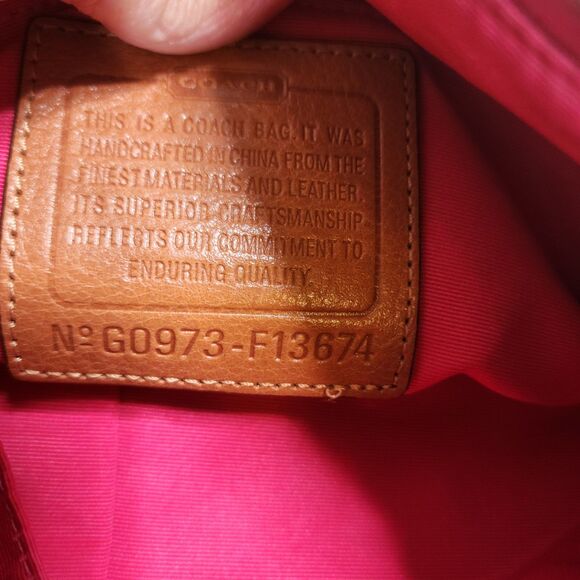 COACH
THIS IS A COACH BAG. IT WAS
HANDCRAFTED IN CHINA FROM THE
FINEST MATERIALS AND LEATHER.
ITS SUPERIOR CRAFTSMANSHIP
REFLECTS OUR COMMITMENT TO
ENDURING QUALITY.
Nº G0973-F13674